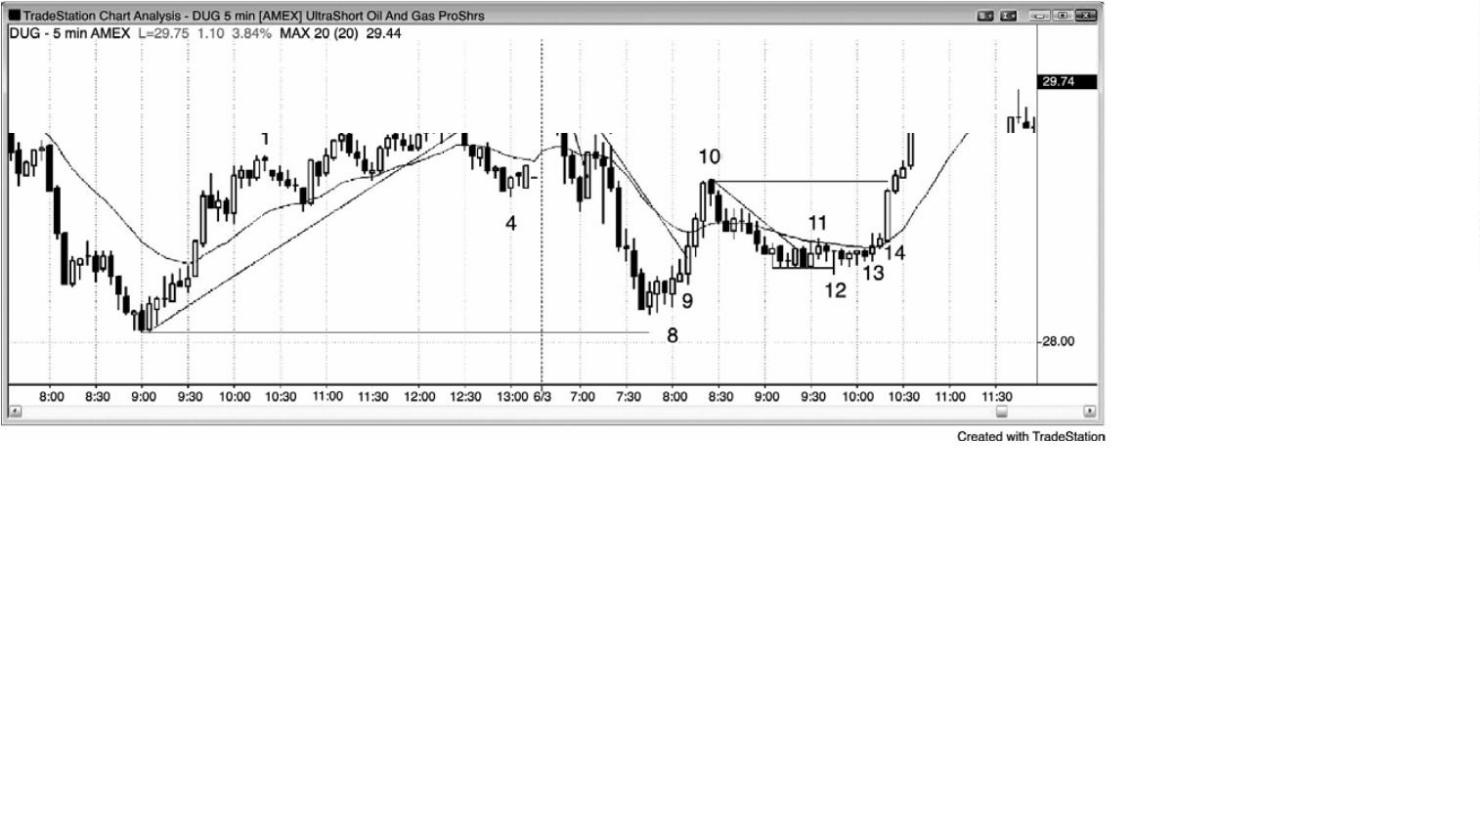 TradeStation Chart Analysis - DUG 5 min [AMEX] UltraShort Oil And Gas ProShrs
DUG - 5 min AMEX L=29.75 1.10 3.84% MAX 20 (20) 29.44
29.74
1
10
4
11
14
13
12
9
8
28.00
8:00 8:30 9:00 9:30 10:00 10:30 11:00 11:30 12:00 12:30 13:00 6/3 7:00 7:30 8:00 8:30 9:00 9:30 10:00 10:30 11:00 11:30
Created with TradeStation